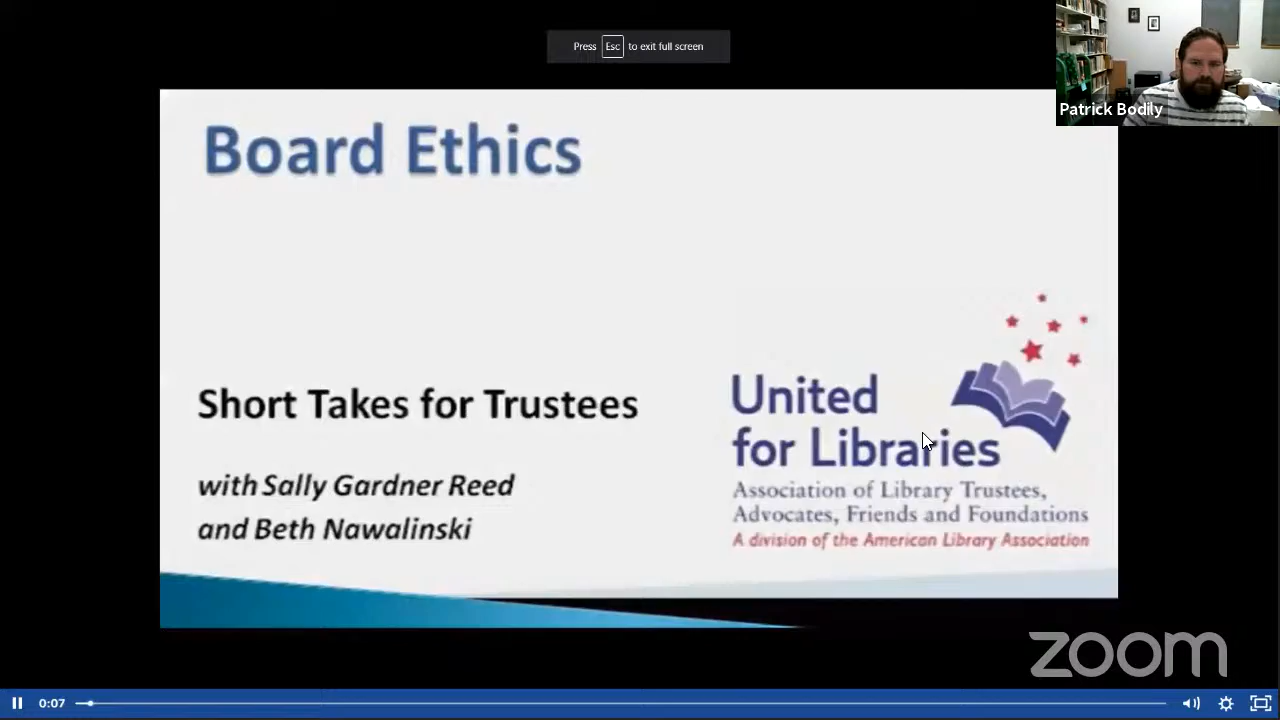 Press Esc to exit full screen
Patrick Bodily
Board Ethics
Short Takes for Trustees
with Sally Gardner Reed
and Beth Nawalinski
United
for Libraries
Association of Library Trustees,
Advocates, Friends and Foundations
A division of the American Library Association
zoom
0:07